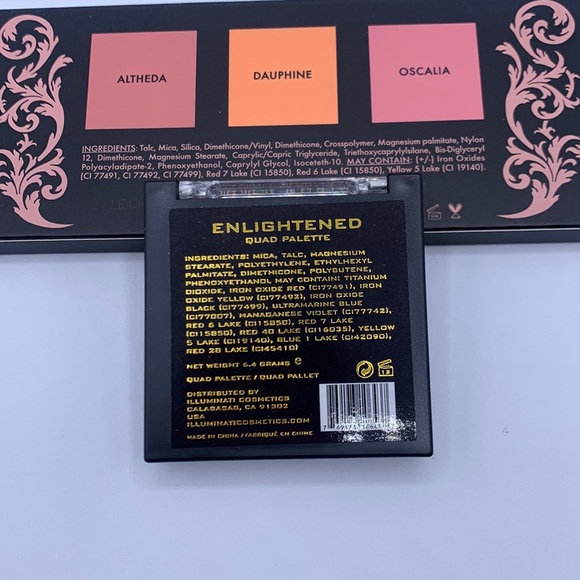 ALTHEDA
DAUPHINE
OSCALIA
INGREDIENTS: Talc, Mica, Silica, Dimethicone/Vinyl, Dimethicone, Crosspolymer, Magnesium palmitate, Nylon
12, Dimethicone, Magnesium Stearate, Caprylic/Capric Triglyceride, Triethoxycaprylylsilane, Bis-Diglyceryl
Polyacyladipate-2, Phenoxyethanol, Caprylyl Glycol, Isoceteth-10. MAY CONTAIN: (+/-) Iron Oxides
(CI 77491, CI 77492, CI 77499), Red 7 Lake (CI 15850), Red 6 Lake (CI 15850), Yellow 5 Lake (CI 19140).
ENLIGHTENED
QUAD PALETTE
INGREDIENTS: MICA, TALC, MAGNESIUM
STEARATE, POLYETHYLENE, ETHYLHEXYL
PALMITATE, DIMETHICONE, POLYBUTENE,
PHENOXYETHANOL MAY CONTAIN: TITANIUM
DIOXIDE, IRON OXIDE RED (CI77491), IRON
OXIDE YELLOW (CI77492), IRON OXIDE
BLACK (CI77499), ULTRAMARINE BLUE
(CI77007), MANAGANESE VIOLET (CI77742)
RED 6 LAKE (CI15850), RED 7 LAKE
(CI15850), RED 40 LAKE (CI16035), YELLOW
5 LAKE (CI19140), BLUE 1 LAKE (CI42090),
RED 28 LAKE (CI45410)
NET WEIGHT 6.4 GRAMS e
QUAD PALETTE / QUAD PALLET
DISTRIBUTED BY
ILLUMINATI COSMETICS
CALABASAS, CA 91302
USA
ILLUMINATICOSMETICS.COM
MADE IN CHINA / FABRIQUÉ EN CHINE